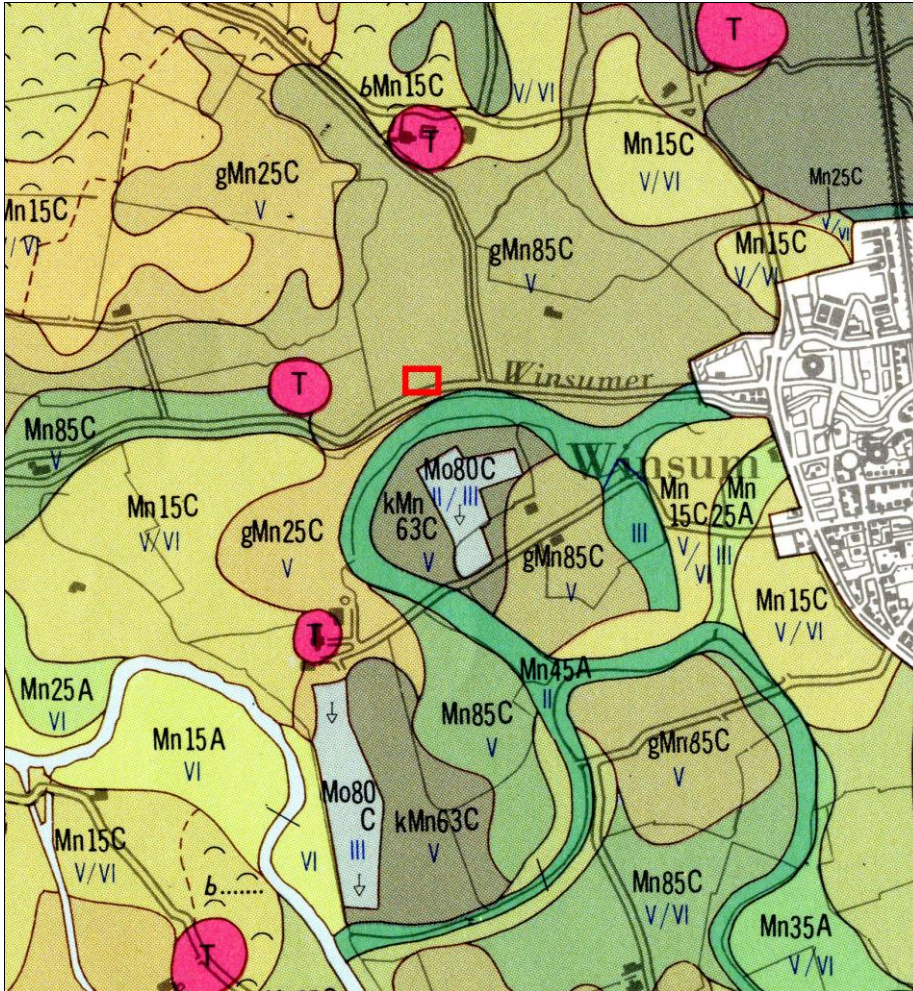 T
bMn15C
V/VI
T
Mn15C
V/VI
gMn25C
V
Mn25C
V/VI
Mn15C
V/VI
Mn15C
V/VI
gMn85C
V
T
Winsumer
Mn85C
V
Winsum
Mo80C
II/III
kMn
63C
V
Mn15C
V/VI
gMn25C
V
gMn85C
V
III
Mn
15C
V/VI
Mn
25A
III
Mn15C
V/VI
T
Mn25A
VI
Mn45A
II
Mn85C
V
Mn15A
VI
gMn85C
V
Mo80
C
III
kMn63C
V
VI
Mn15C
V/VI
b.......
Mn85C
V/VI
Mn35A
V/VI
T